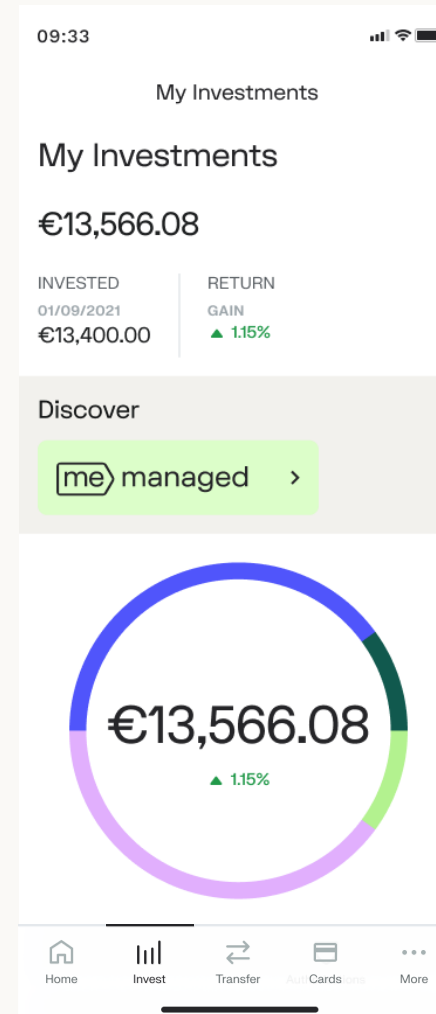 09:33
My Investments
My Investments
€13,566.08
INVESTED
01/09/2021
€13,400.00
RETURN
GAIN
1.15%
Discover
me managed
€13,566.08
1.15%
Home
Invest
Transfer
Cards
More